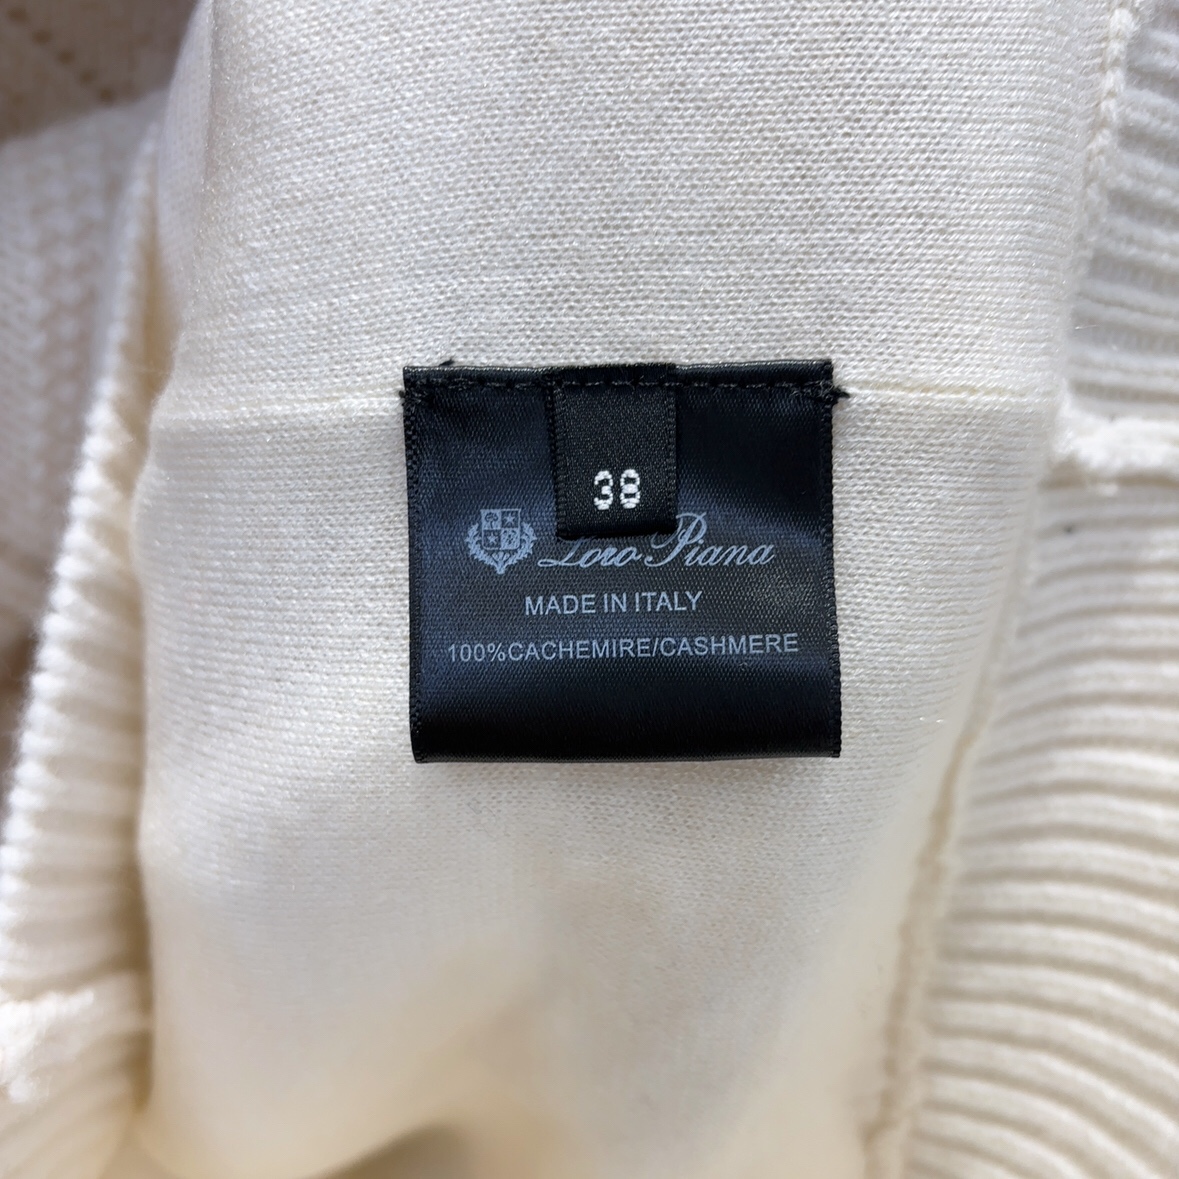 38
Loro Piana
MADE IN ITALY
100%CACHEMIRE/CASHMERE